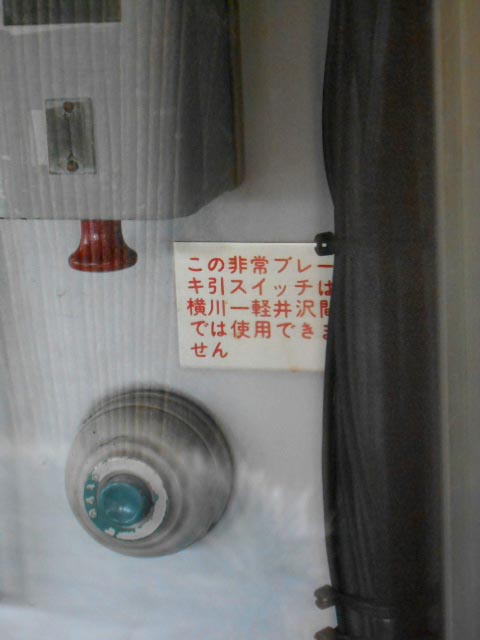 この非常ブレー
キ引スイッチは
横川ー軽井沢間
では使用できま
せん